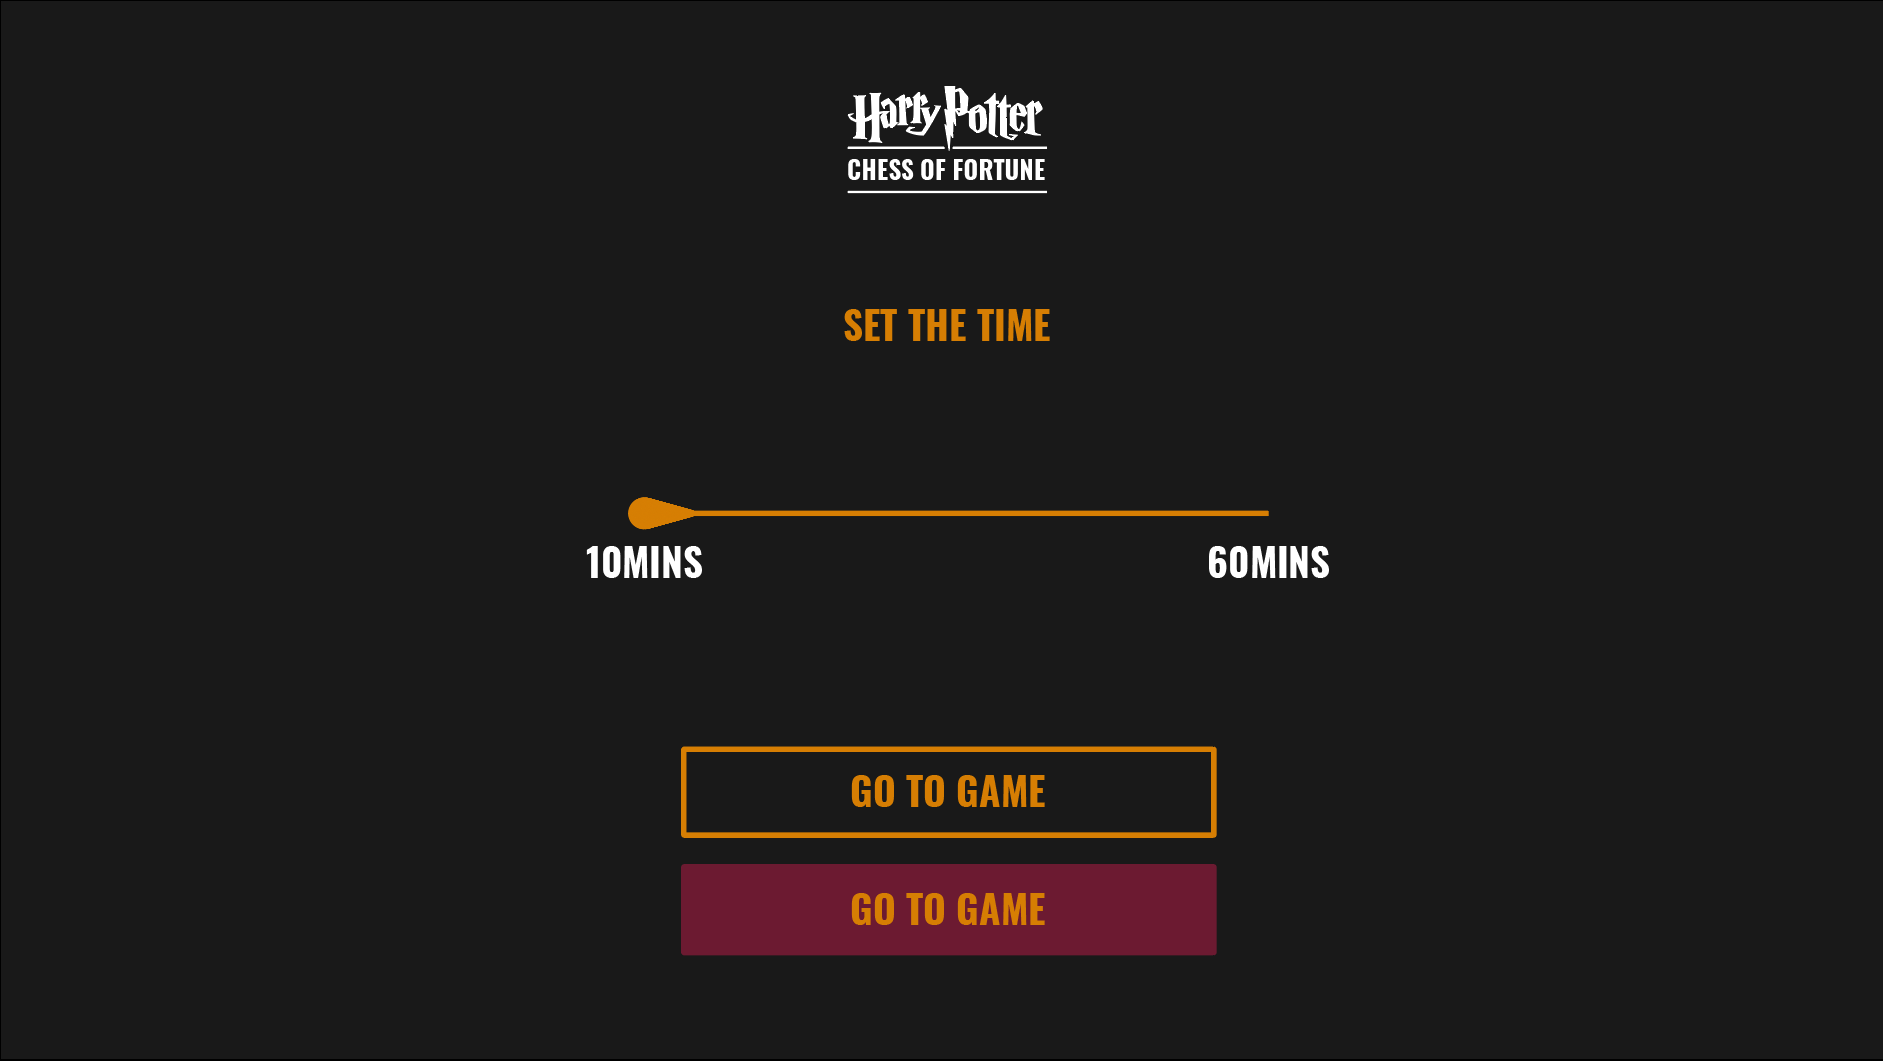 Harry Potter
CHESS OF FORTUNE
SET THE TIME
10MINS 60MINS
GO TO GAME
GO TO GAME